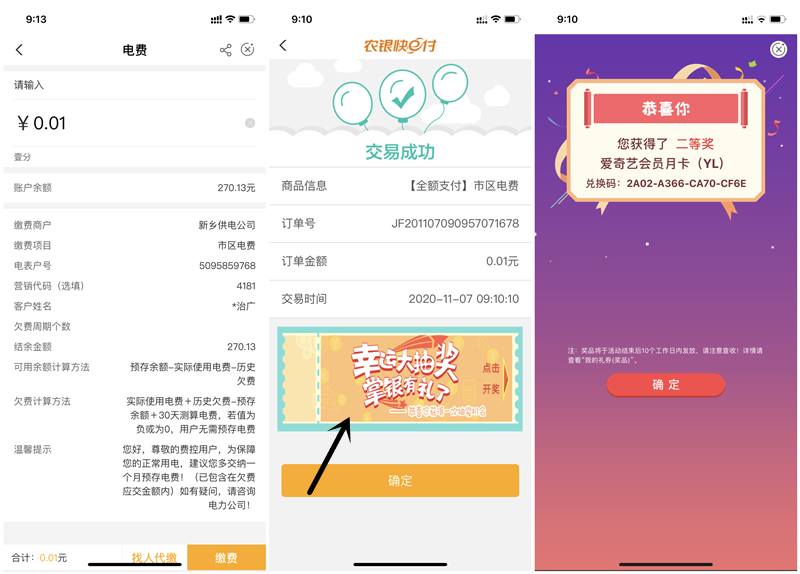 9:13
电费
请输入
¥ 0.01
壹分
账户余额 270.13元
缴费商户 新乡供电公司
缴费项目 市区电费
电表户号 5095859768
营销代码（选填） 4181
客户姓名 *治广
欠费周期个数
结余金额 270.13
可用余额计算方法 预存余额-实际使用电费-历史
欠费
欠费计算方法 实际使用电费＋历史欠费-预存
余额＋30天测算电费，若值为
负或为0，用户无需预存电费
温馨提示 您好，尊敬的费控用户，为保障
您的正常用电，建议您多交纳一
个月预存电费！（已包含在欠费
应交金额内）如有疑问，请咨询
电力公司！
合计：0.01元 找人代缴 缴费
9:10
农银快e付
交易成功
商品信息 【全额支付】市区电费
订单号 JF201107090957071678
订单金额 0.01元
交易时间 2020-11-07 09:10:10
幸运大抽奖
掌银有礼了
点击
开奖
恭喜你获得一次抽奖机会
确定
9:10
恭喜你
您获得了 二等奖
爱奇艺会员月卡（YL）
兑换码：2A02-A366-CA70-CF6E
注：奖品将于活动结束后10个工作日内发放，请注意查收！详情请
查看“我的礼券(奖品)”。
确 定